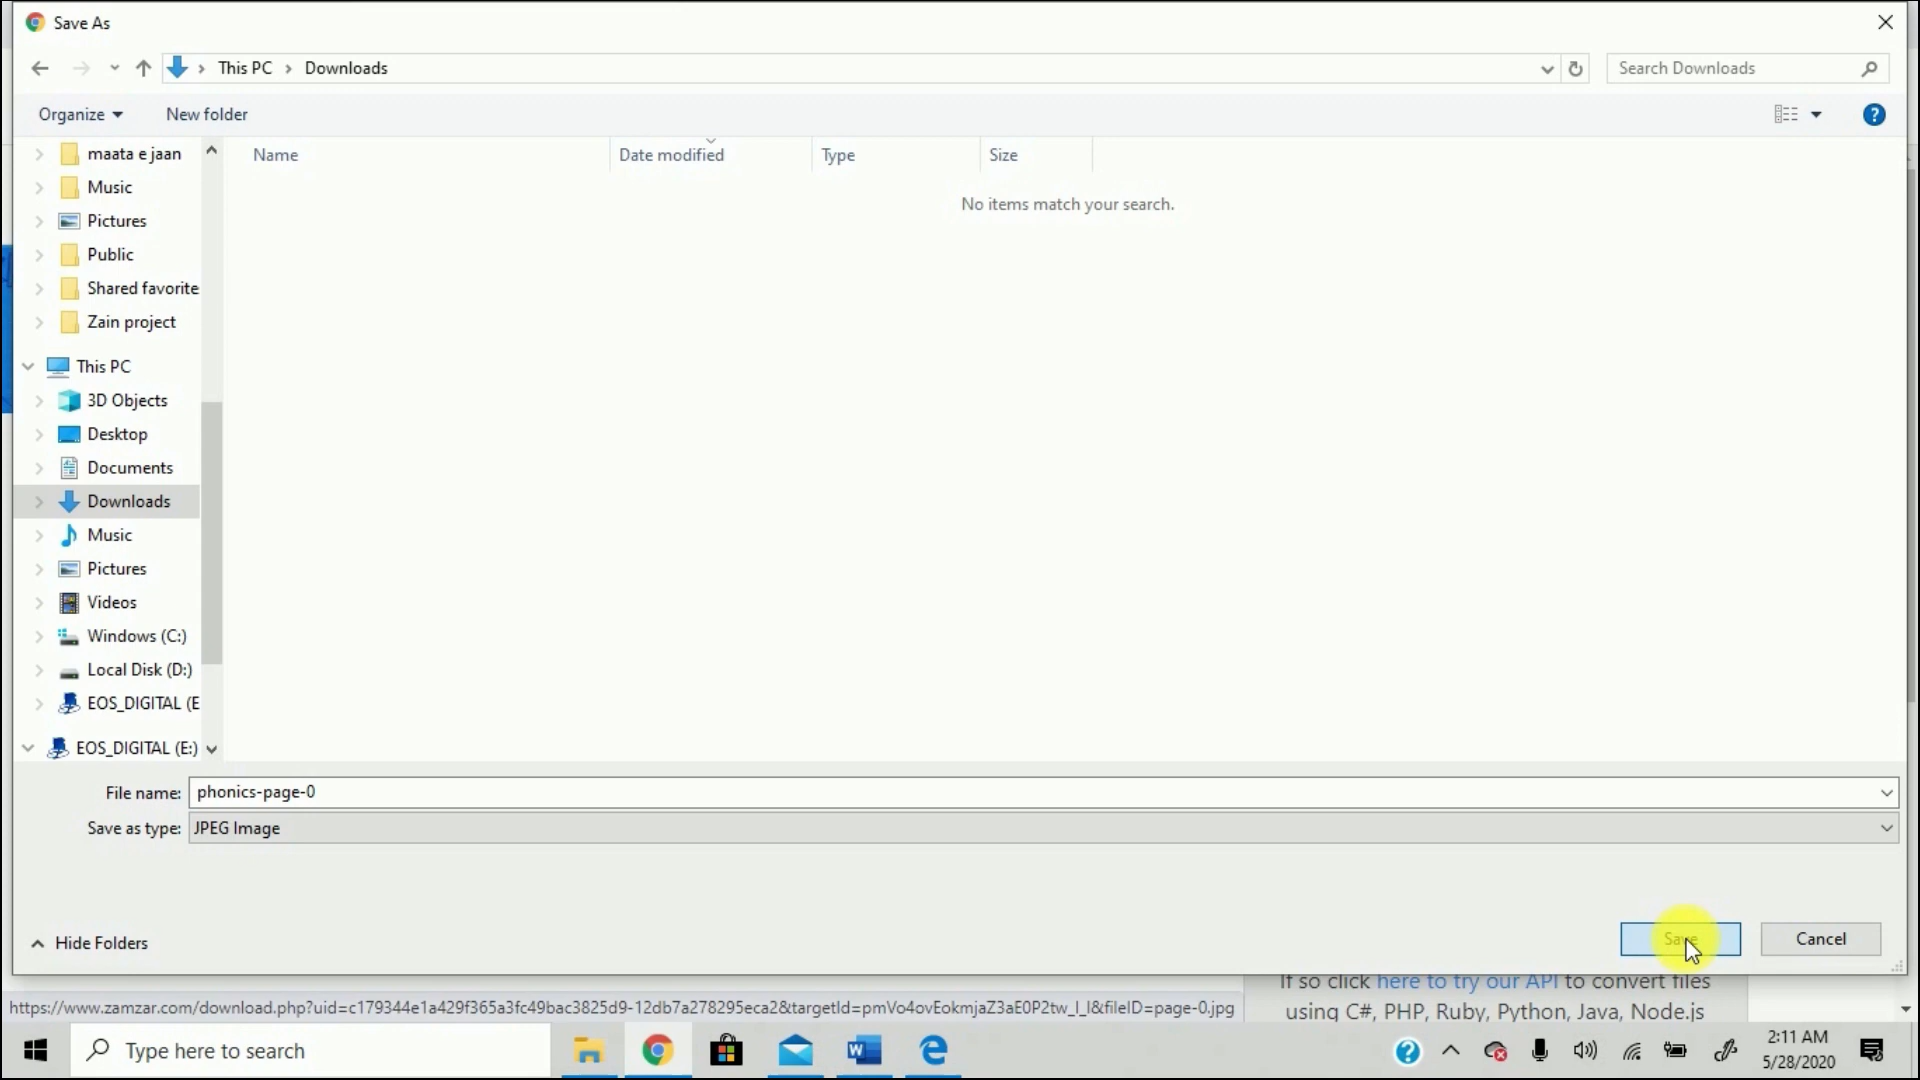 Save As
This PC > Downloads
Search Downloads
Organize
New folder
Name
Date modified
Type
Size
No items match your search.
maata e jaan
Music
Pictures
Public
Shared favorite
Zain project
This PC
3D Objects
Desktop
Documents
Downloads
Music
Pictures
Videos
Windows (C:)
Local Disk (D:)
EOS_DIGITAL (E
EOS_DIGITAL (E:)
File name: phonics-page-0
Save as type: JPEG Image
Hide Folders
Save
Cancel
If so click here to try our API to convert files
https://www.zamzar.com/download.php?uid=c179344e1a429f365a3fc49bac3825d9-12db7a278295eca2&targetId=pmVo4ovEokmjaZ3aE0P2tw_l_l&fileID=page-0.jpg
using C#, PHP, Ruby, Python, Java, Node.js
Type here to search
2:11 AM
5/28/2020